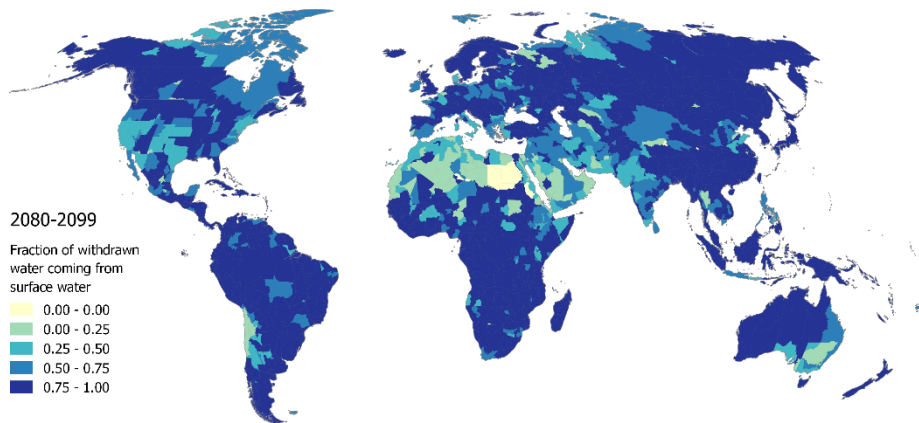 2080-2099
Fraction of withdrawn
water coming from
surface water
0.00 - 0.00
0.00 - 0.25
0.25 - 0.50
0.50 - 0.75
0.75 - 1.00